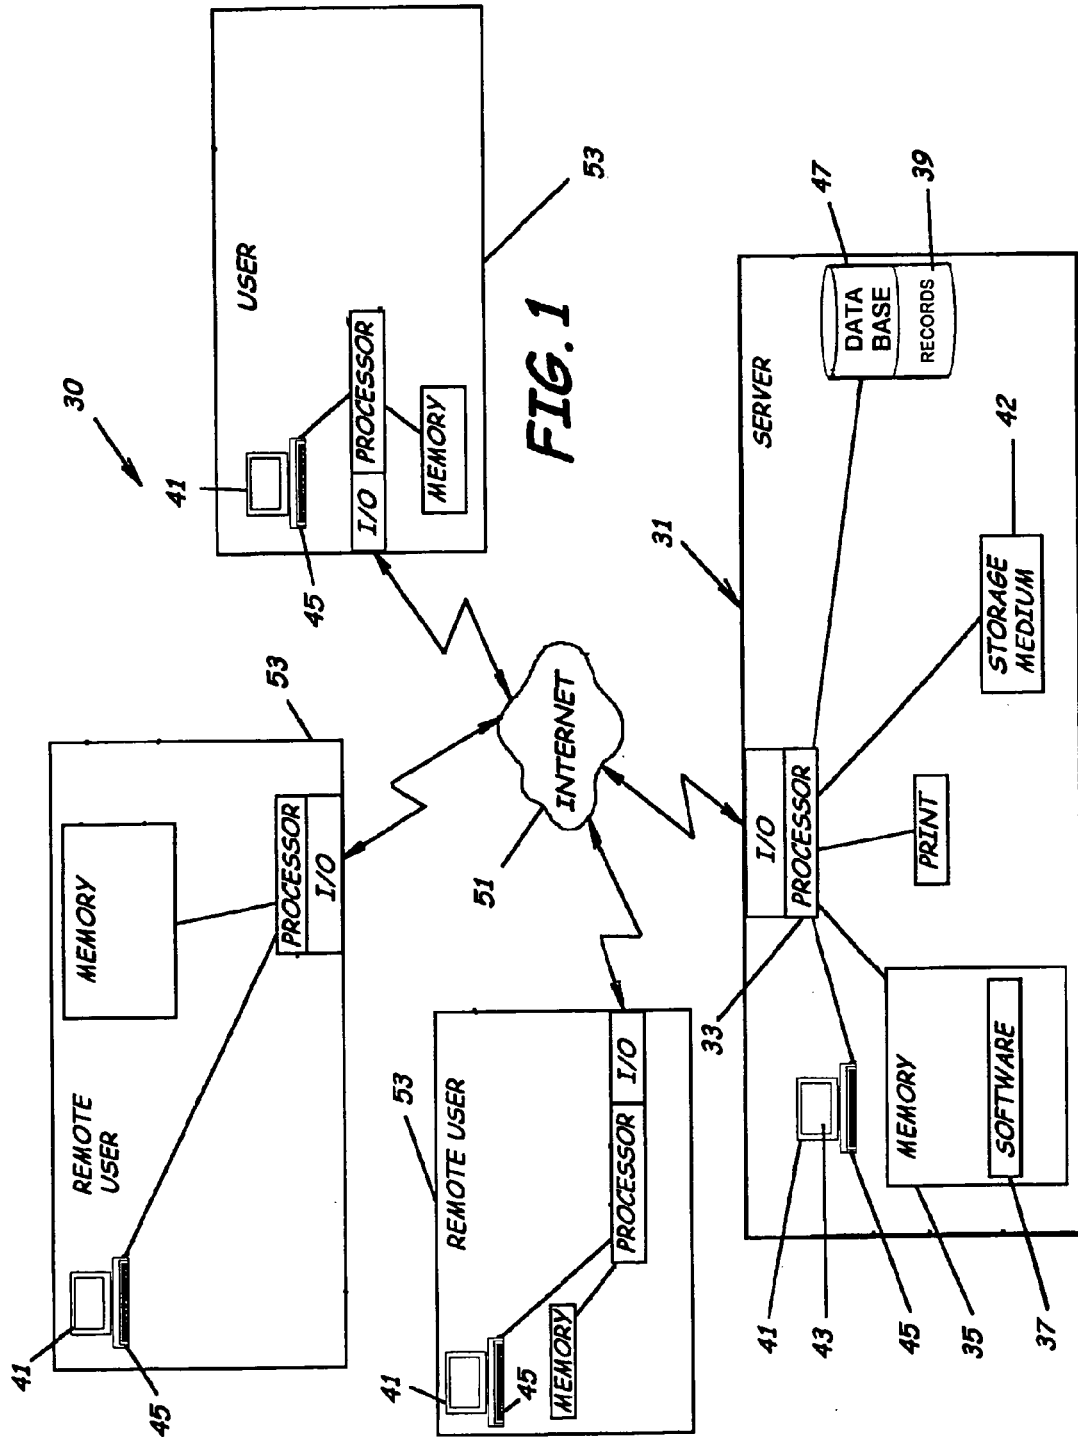 30
USER
41
45
I/O PROCESSOR
MEMORY
53
FIG. 1
REMOTE
USER
MEMORY
PROCESSOR
I/O
41
45
53
INTERNET
51
REMOTE USER
53
41
45
MEMORY
PROCESSOR I/O
SERVER
31
I/O
PROCESSOR
33
41
43
45
MEMORY
35
SOFTWARE
37
PRINT
STORAGE
MEDIUM
42
DATA
BASE
47
RECORDS
39